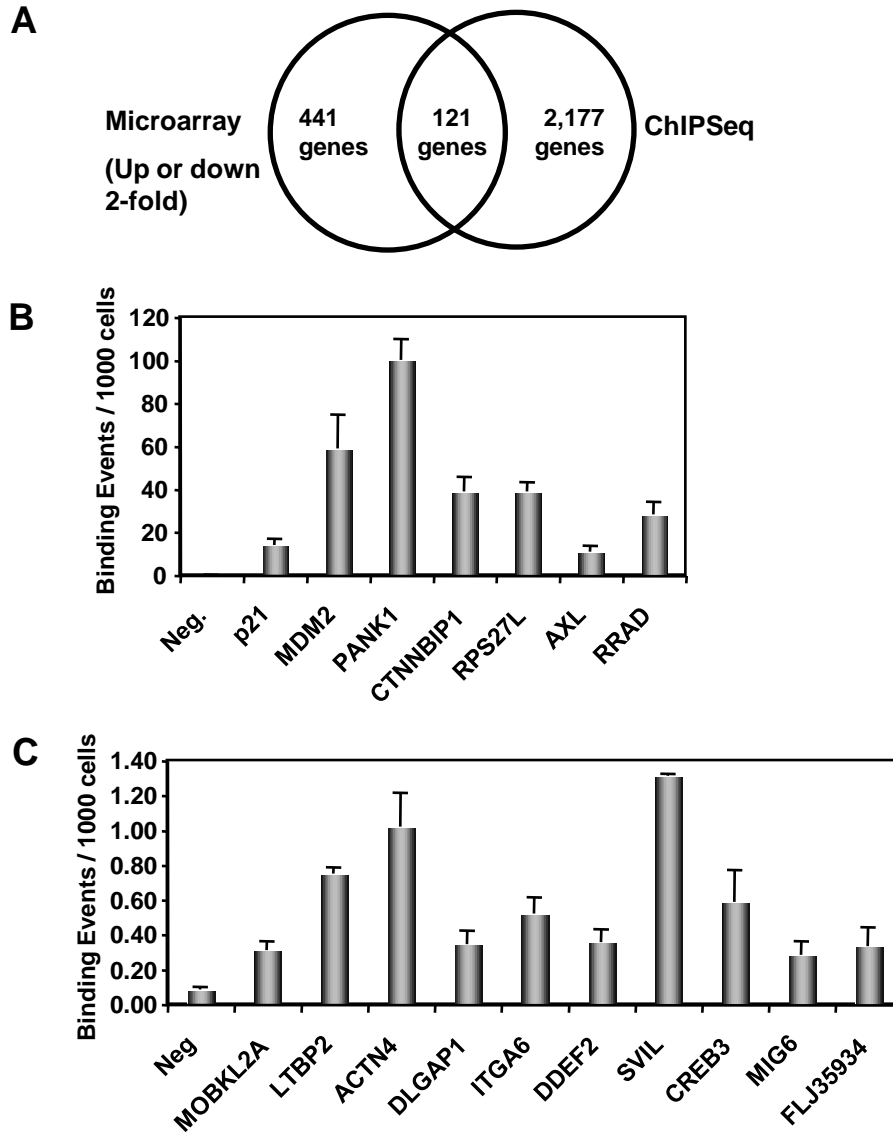 A
Microarray
(Up or down
2-fold)
441
genes
121
genes
2,177
genes
ChIPSeq
B
Binding Events / 1000 cells
120
100
80
60
40
20
0
Neg.
p21
MDM2
PANK1
CTNNBIP1
RPS27L
AXL
RRAD
C
Binding Events / 1000 cells
1.40
1.20
1.00
0.80
0.60
0.40
0.20
0.00
Neg
MOBKL2A
LTBP2
ACTN4
DLGAP1
ITGA6
DDEF2
SVIL
CREB3
MIG6
FLJ35934